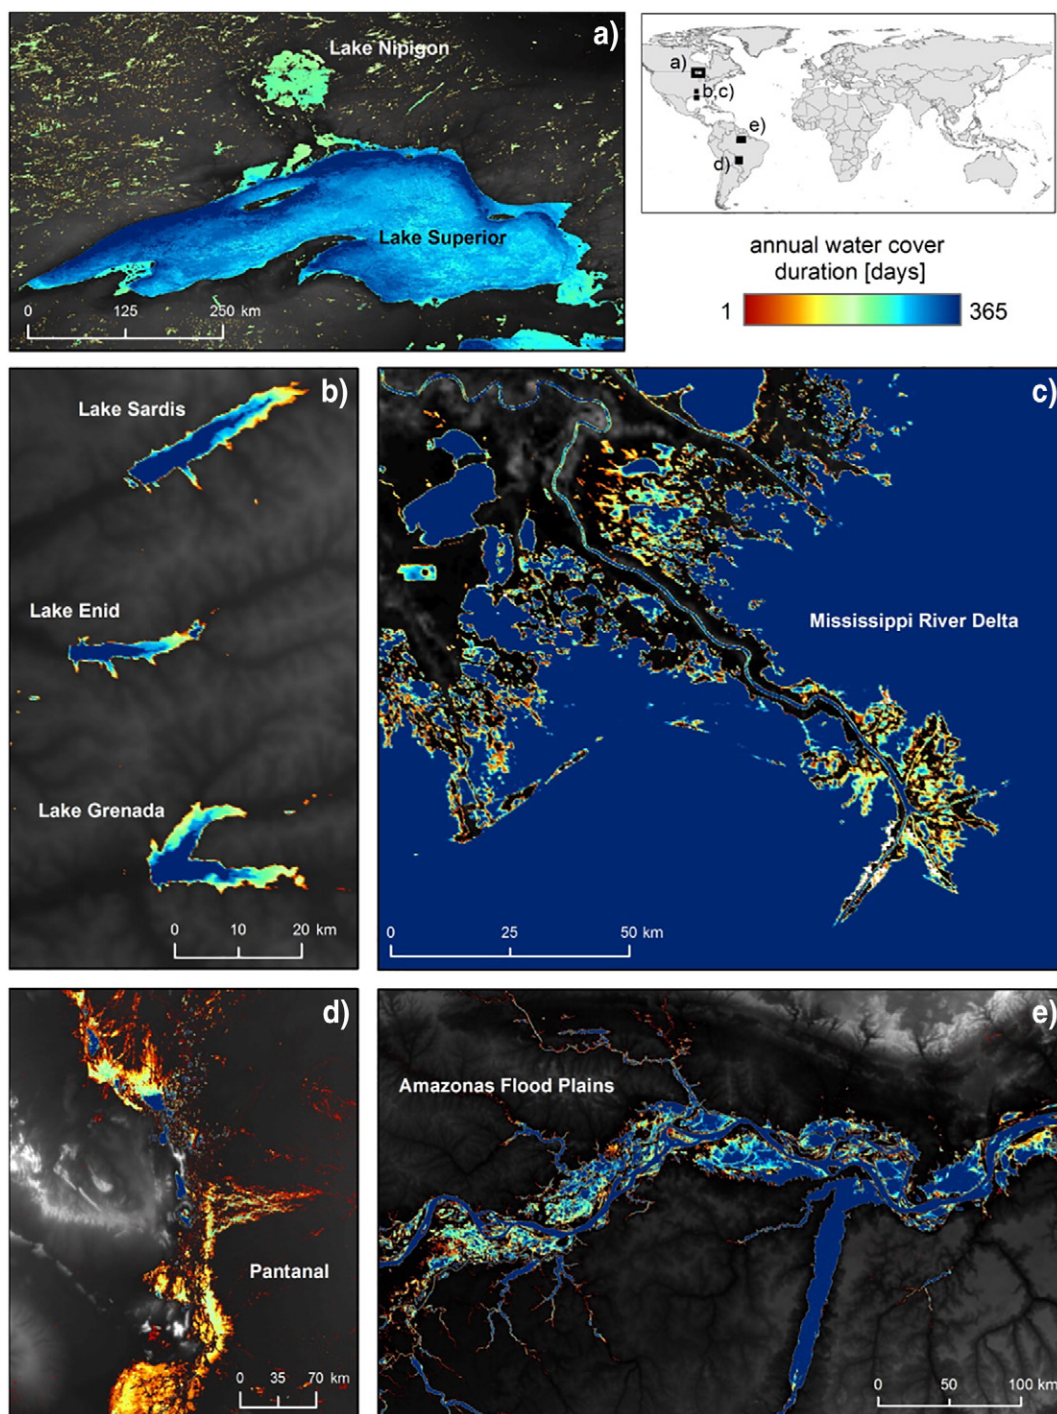 Lake Nipigon
a)
Lake Superior
0 125 250 km
a)
b,c)
e)
d)
annual water cover
duration [days]
1 365
b)
Lake Sardis
Lake Enid
Lake Grenada
0 10 20 km
c)
Mississippi River Delta
0 25 50 km
d)
Pantanal
0 35 70 km
e)
Amazonas Flood Plains
0 50 100 km